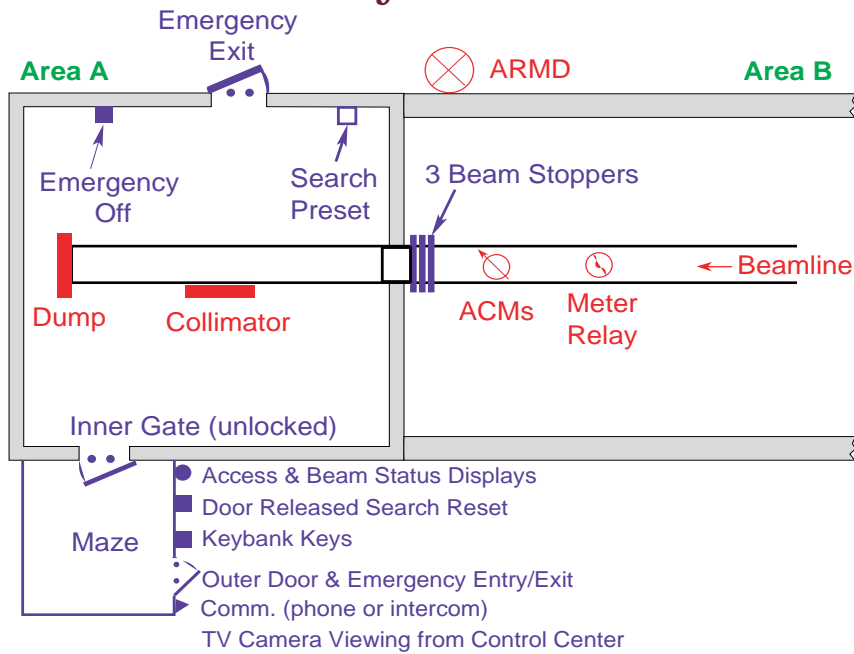 Emergency
Exit
Area A
ARMD
Area B
Emergency
Off
Search
Preset
3 Beam Stoppers
Beamline
Dump
Collimator
ACMs
Meter
Relay
Inner Gate (unlocked)
Access & Beam Status Displays
Door Released Search Reset
Maze
Keybank Keys
Outer Door & Emergency Entry/Exit
Comm. (phone or intercom)
TV Camera Viewing from Control Center